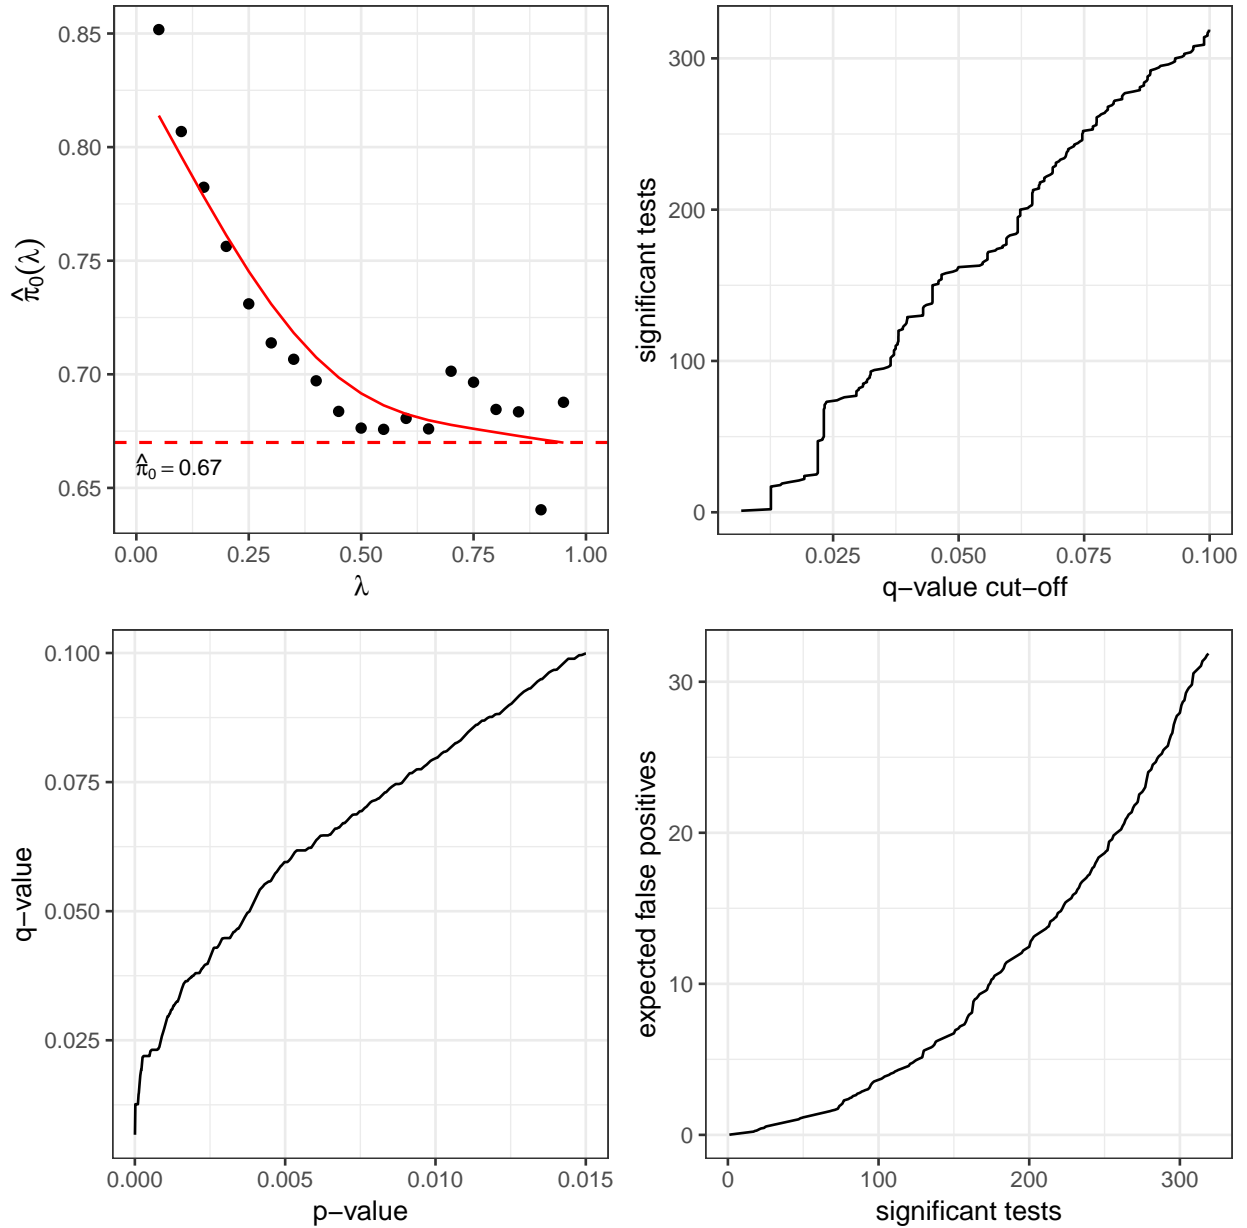 0.85
0.80
0.75
0.70
0.65
π̂₀(λ)
π̂₀ = 0.67
0.00 0.25 0.50 0.75 1.00
λ
300
200
100
0
significant tests
0.025 0.050 0.075 0.100
q−value cut−off
0.100
0.075
0.050
0.025
q−value
0.000 0.005 0.010 0.015
p−value
30
20
10
0
expected false positives
0 100 200 300
significant tests